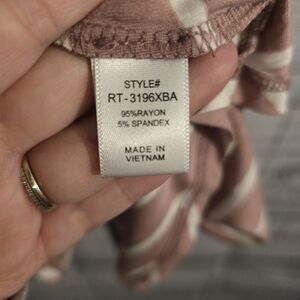 STYLE#
RT-3196XBA
95%RAYON
5% SPANDEX
MADE IN
VIETNAM